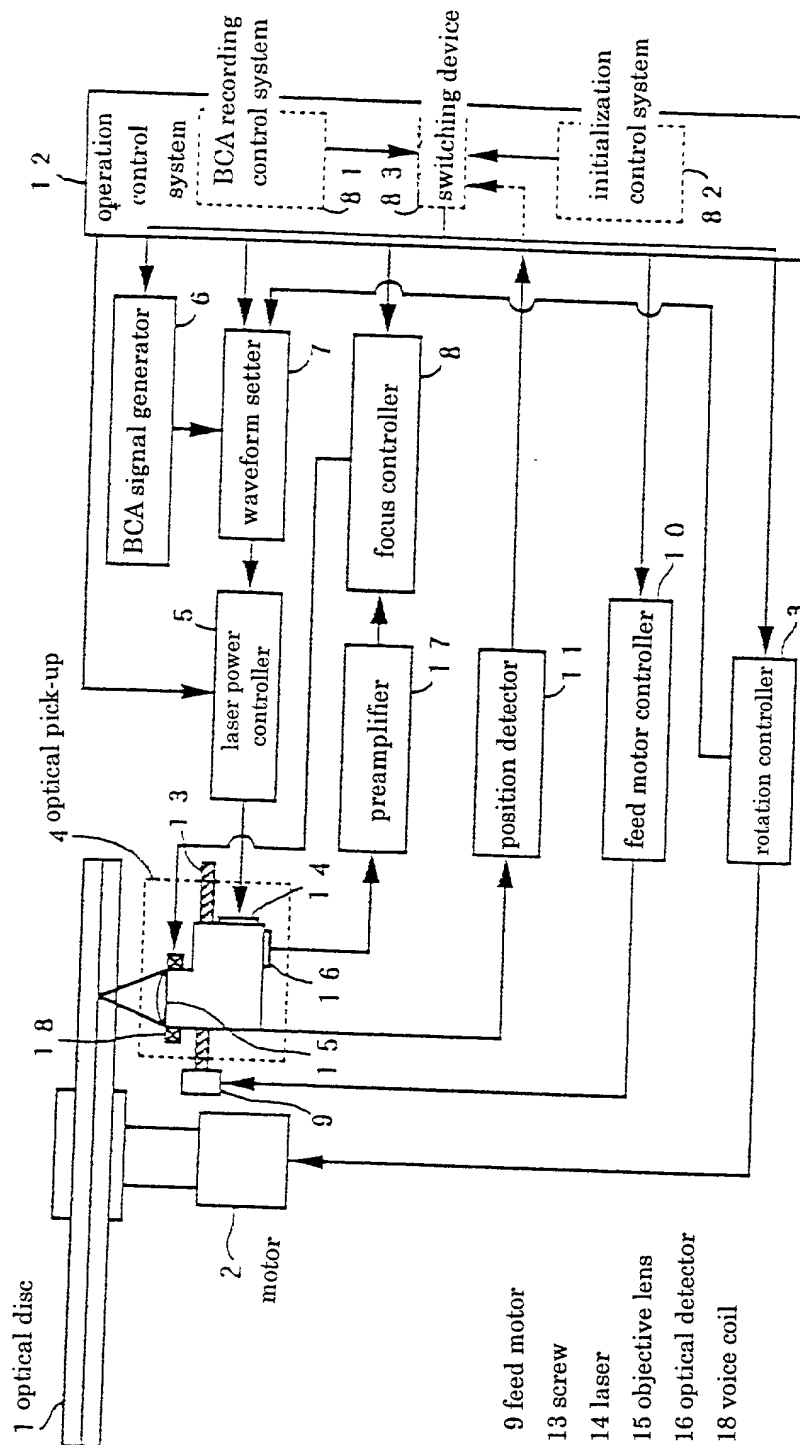 1 optical disc
2
motor
1 8
9
1 5
1 6
1 4
1 3
4 optical pick-up
5
laser power
controller
BCA signal generator
6
waveform setter
7
preamplifier
1 7
focus controller
8
position detector
1 1
feed motor controller
1 0
rotation controller
3
1 2
operation
control
system
BCA recording
control system
8 1
8 3
switching device
initialization
control system
8 2
9 feed motor
13 screw
14 laser
15 objective lens
16 optical detector
18 voice coil